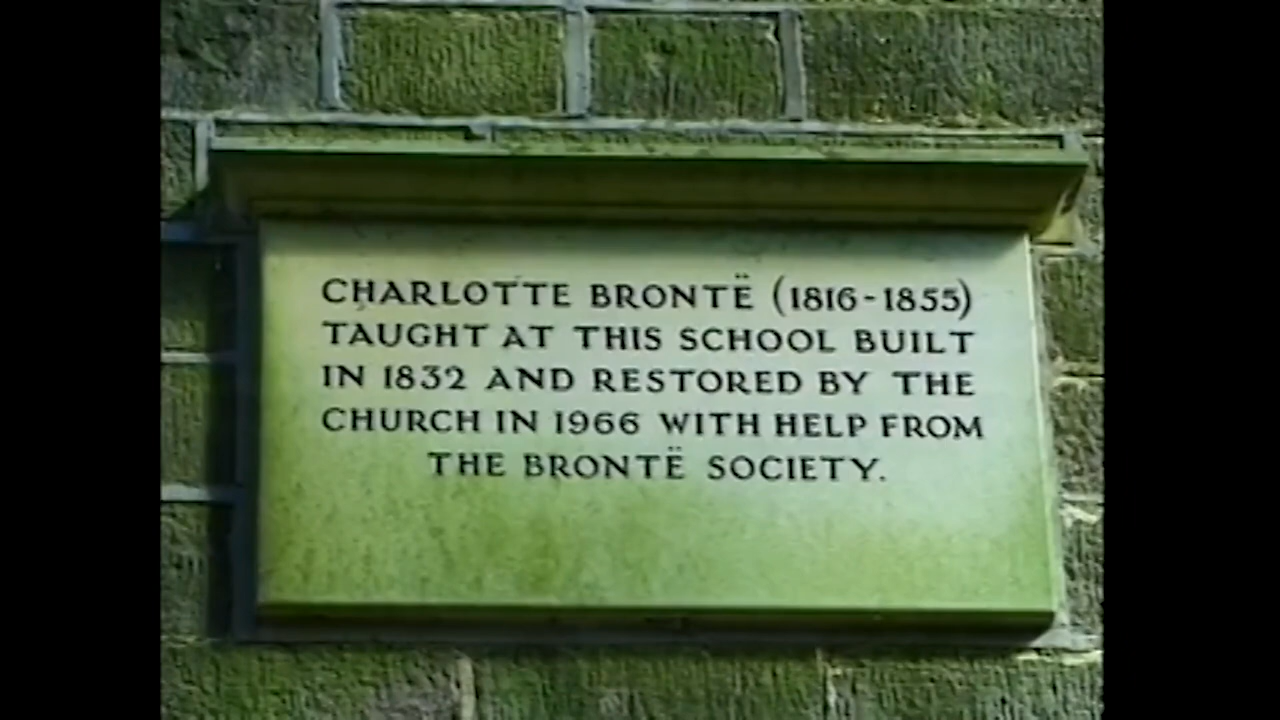 CHARLOTTE BRONTË (1816-1855)
TAUGHT AT THIS SCHOOL BUILT
IN 1832 AND RESTORED BY THE
CHURCH IN 1966 WITH HELP FROM
THE BRONTË SOCIETY.